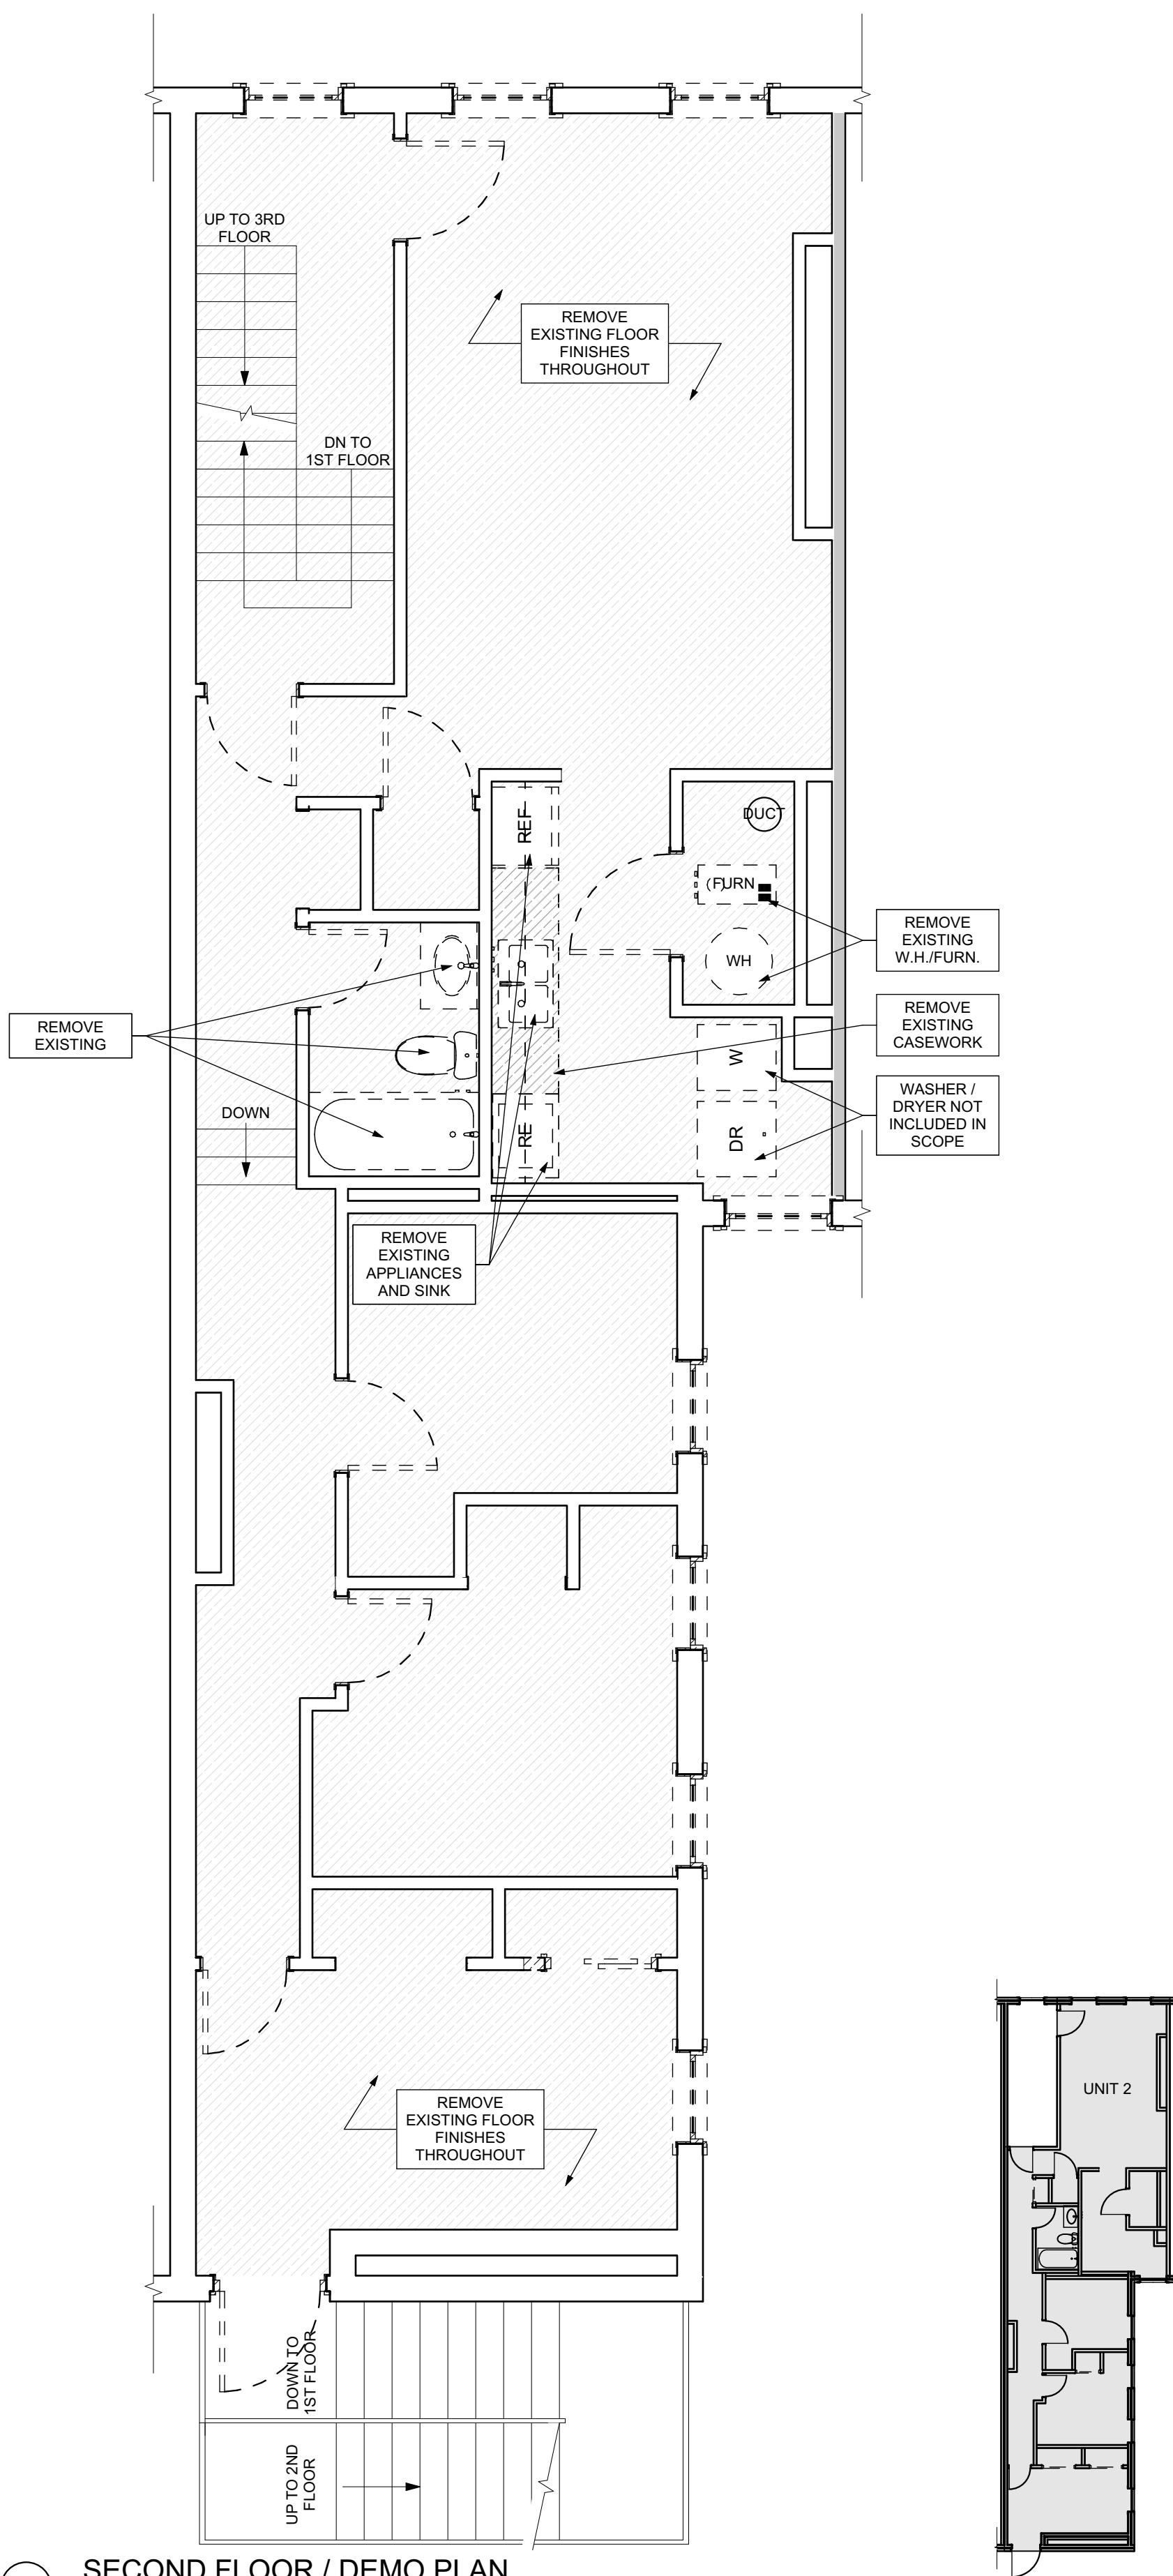 UP TO 3RD
FLOOR
REMOVE
EXISTING FLOOR
FINISHES
THROUGHOUT
DN TO
1ST FLOOR
REF
DUCT
( )
FURN
WH
REMOVE
EXISTING
W.H./FURN.
REMOVE
EXISTING
REMOVE
EXISTING
CASEWORK
W
DOWN
RE
DR
WASHER /
DRYER NOT
INCLUDED IN
SCOPE
REMOVE
EXISTING
APPLIANCES
AND SINK
REMOVE
EXISTING FLOOR
FINISHES
THROUGHOUT
UNIT 2
DOWN TO
1ST FLOOR
UP TO 2ND
FLOOR
SECOND FLOOR / DEMO PLAN